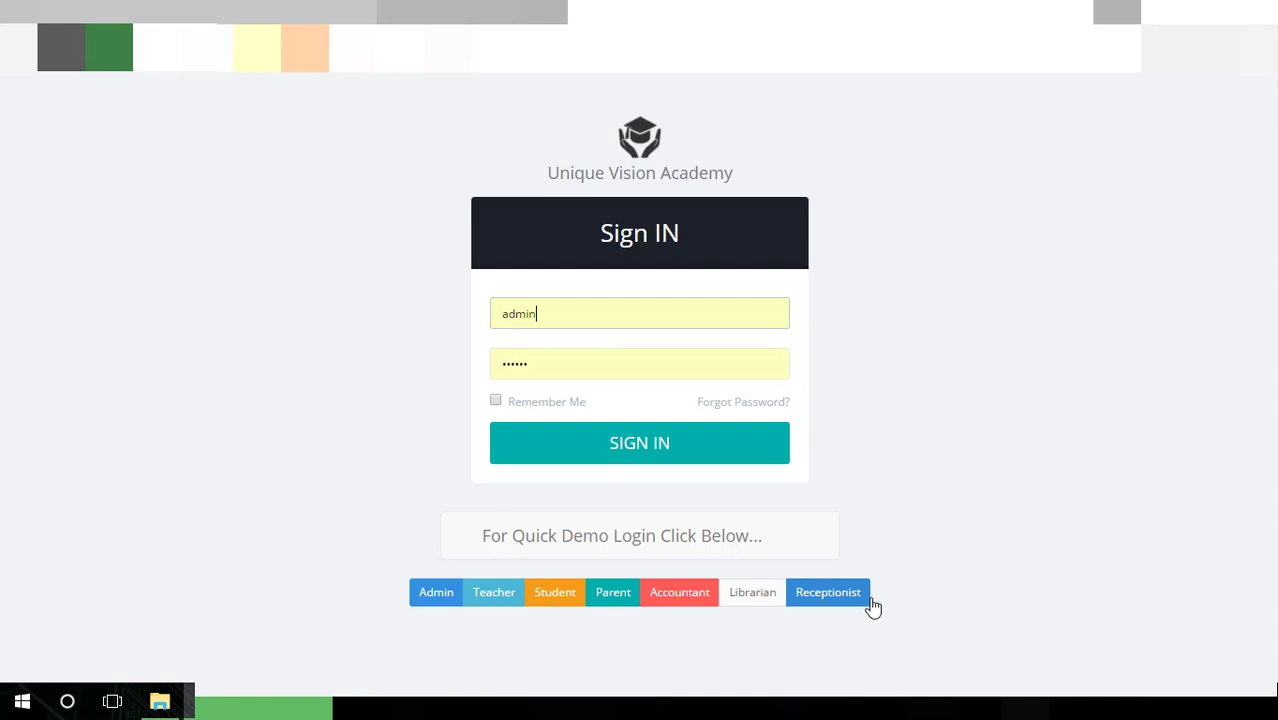 Unique Vision Academy
Sign IN
admin
••••••
Remember Me Forgot Password?
SIGN IN
For Quick Demo Login Click Below...
Admin Teacher Student Parent Accountant Librarian Receptionist